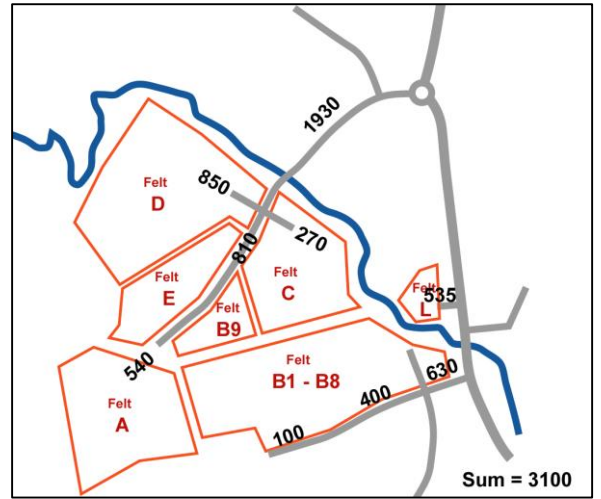 1930
Felt
D
850
270
810
Felt
E
Felt
C
Felt
L
535
Felt
B9
540
Felt
B1 - B8
630
400
Felt
A
100
Sum = 3100